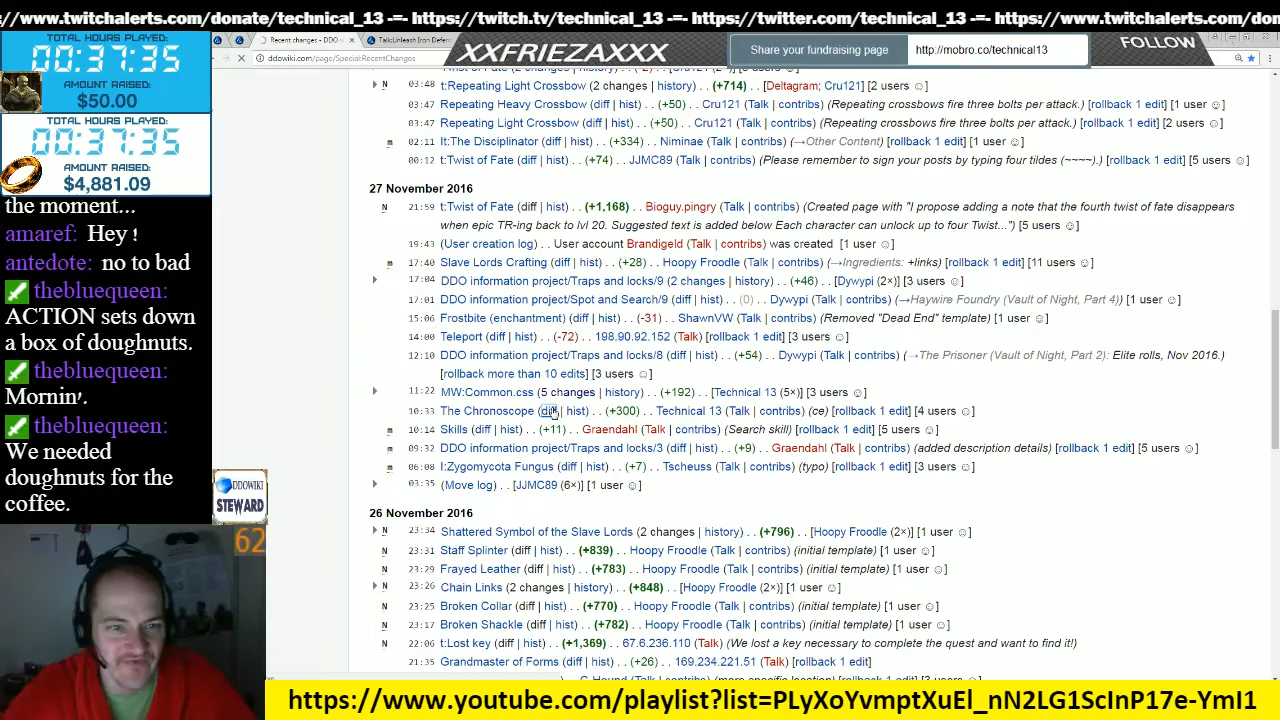 //www.twitchalerts.com/donate/technical_13 -=- https://twitch.tv/technical_13 -=- https://twitter.com/technical_13 -=- https://www.twitchalerts.com/don
TOTAL HOURS PLAYED:
00:37:35
AMOUNT RAISED:
$50.00
TOTAL HOURS PLAYED:
00:37:35
AMOUNT RAISED:
$4,881.09
Recent changes - DDO w
TalkUnleash Iron Defen
ddowiki.com/page/Special:RecentChanges
XXFRIEZAXXX
Share your fundraising page
http://mobro.co/technical13
FOLLOW
the moment...
amaref: Hey !
antedote: no to bad
thebluequeen:
ACTION sets down
a box of doughnuts.
thebluequeen:
Mornin'.
thebluequeen:
We needed
doughnuts for the
coffee.
DDOWIKI
STEWARD
62
N 03:48 t:Repeating Light Crossbow (2 changes | history) . . (+714) . . [Deltagram; Cru121] [2 users ☺]
03:47 Repeating Heavy Crossbow (diff | hist) . . (+50) . . Cru121 (Talk | contribs) (Repeating crossbows fire three bolts per attack.) [rollback 1 edit] [1 user ☺]
03:47 Repeating Light Crossbow (diff | hist) . . (+50) . . Cru121 (Talk | contribs) (Repeating crossbows fire three bolts per attack.) [rollback 1 edit] [2 users ☺]
m 02:11 It:The Disciplinator (diff | hist) . . (+334) . . Niminae (Talk | contribs) (→Other Content) [rollback 1 edit] [1 user ☺]
00:12 t:Twist of Fate (diff | hist) . . (+74) . . JJMC89 (Talk | contribs) (Please remember to sign your posts by typing four tildes (~~~~).) [rollback 1 edit] [5 users ☺]
27 November 2016
N 21:59 t:Twist of Fate (diff | hist) . . (+1,168) . . Bioguy.pingry (Talk | contribs) (Created page with "I propose adding a note that the fourth twist of fate disappears
when epic TR-ing back to lvl 20. Suggested text is added below Each character can unlock up to four Twist...") [5 users ☺]
19:43 (User creation log) . . User account Brandigeld (Talk | contribs) was created [1 user ☺]
m 17:40 Slave Lords Crafting (diff | hist) . . (+28) . . Hoopy Froodle (Talk | contribs) (→Ingredients: +links) [rollback 1 edit] [11 users ☺]
17:04 DDO information project/Traps and locks/9 (2 changes | history) . . (+46) . . [Dywypi (2×)] [3 users ☺]
17:01 DDO information project/Spot and Search/9 (diff | hist) . . (0) . . Dywypi (Talk | contribs) (→Haywire Foundry (Vault of Night, Part 4)) [1 user ☺]
15:06 Frostbite (enchantment) (diff | hist) . . (-31) . . ShawnVW (Talk | contribs) (Removed "Dead End" template) [1 user ☺]
14:00 Teleport (diff | hist) . . (-72) . . 198.90.92.152 (Talk) [rollback 1 edit] [3 users ☺]
12:10 DDO information project/Traps and locks/8 (diff | hist) . . (+54) . . Dywypi (Talk | contribs) (→The Prisoner (Vault of Night, Part 2): Elite rolls, Nov 2016.)
[rollback more than 10 edits] [3 users ☺]
11:22 MW:Common.css (5 changes | history) . . (+192) . . [Technical 13 (5×)] [3 users ☺]
10:33 The Chronoscope (diff | hist) . . (+300) . . Technical 13 (Talk | contribs) (ce) [rollback 1 edit] [4 users ☺]
m 10:14 Skills (diff | hist) . . (+11) . . Graendahl (Talk | contribs) (Search skill) [rollback 1 edit] [5 users ☺]
m 09:32 DDO information project/Traps and locks/3 (diff | hist) . . (+9) . . Graendahl (Talk | contribs) (added description details) [rollback 1 edit] [5 users ☺]
m 06:08 I:Zygomycota Fungus (diff | hist) . . (+7) . . Tscheuss (Talk | contribs) (typo) [rollback 1 edit] [3 users ☺]
03:35 (Move log) . . [JJMC89 (6×)] [1 user ☺]
26 November 2016
N 23:34 Shattered Symbol of the Slave Lords (2 changes | history) . . (+796) . . [Hoopy Froodle (2×)] [1 user ☺]
N 23:31 Staff Splinter (diff | hist) . . (+839) . . Hoopy Froodle (Talk | contribs) (initial template) [1 user ☺]
N 23:29 Frayed Leather (diff | hist) . . (+783) . . Hoopy Froodle (Talk | contribs) (initial template) [1 user ☺]
N 23:26 Chain Links (2 changes | history) . . (+848) . . [Hoopy Froodle (2×)] [1 user ☺]
N 23:25 Broken Collar (diff | hist) . . (+770) . . Hoopy Froodle (Talk | contribs) (initial template) [1 user ☺]
N 23:17 Broken Shackle (diff | hist) . . (+782) . . Hoopy Froodle (Talk | contribs) (initial template) [1 user ☺]
N 22:06 t:Lost key (diff | hist) . . (+1,369) . . 67.6.236.110 (Talk) (We lost a key necessary to complete the quest and want to find it!)
21:35 Grandmaster of Forms (diff | hist) . . (+26) . . 169.234.221.51 (Talk) [rollback 1 edit]
https://www.youtube.com/playlist?list=PLyXoYvmptXuEl_nN2LG1ScInP17e-YmI1